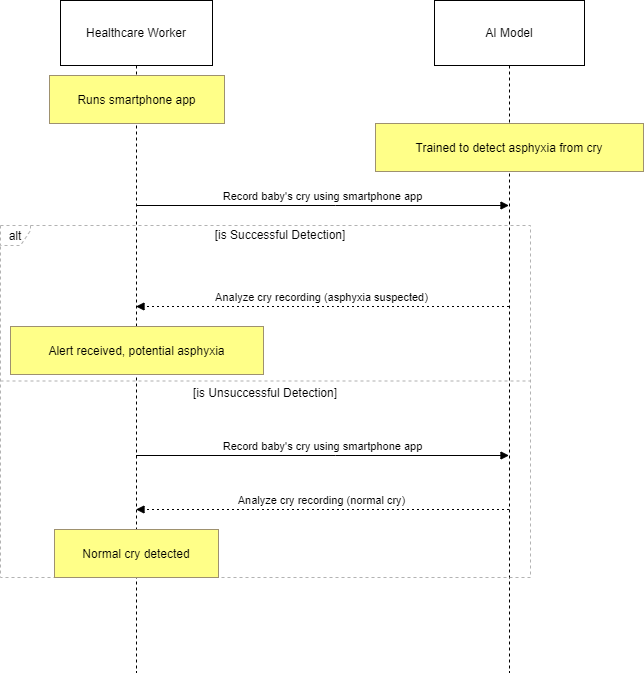 Healthcare Worker
AI Model
Runs smartphone app
Trained to detect asphyxia from cry
Record baby's cry using smartphone app
alt
[is Successful Detection]
Analyze cry recording (asphyxia suspected)
Alert received, potential asphyxia
[is Unsuccessful Detection]
Record baby's cry using smartphone app
Analyze cry recording (normal cry)
Normal cry detected